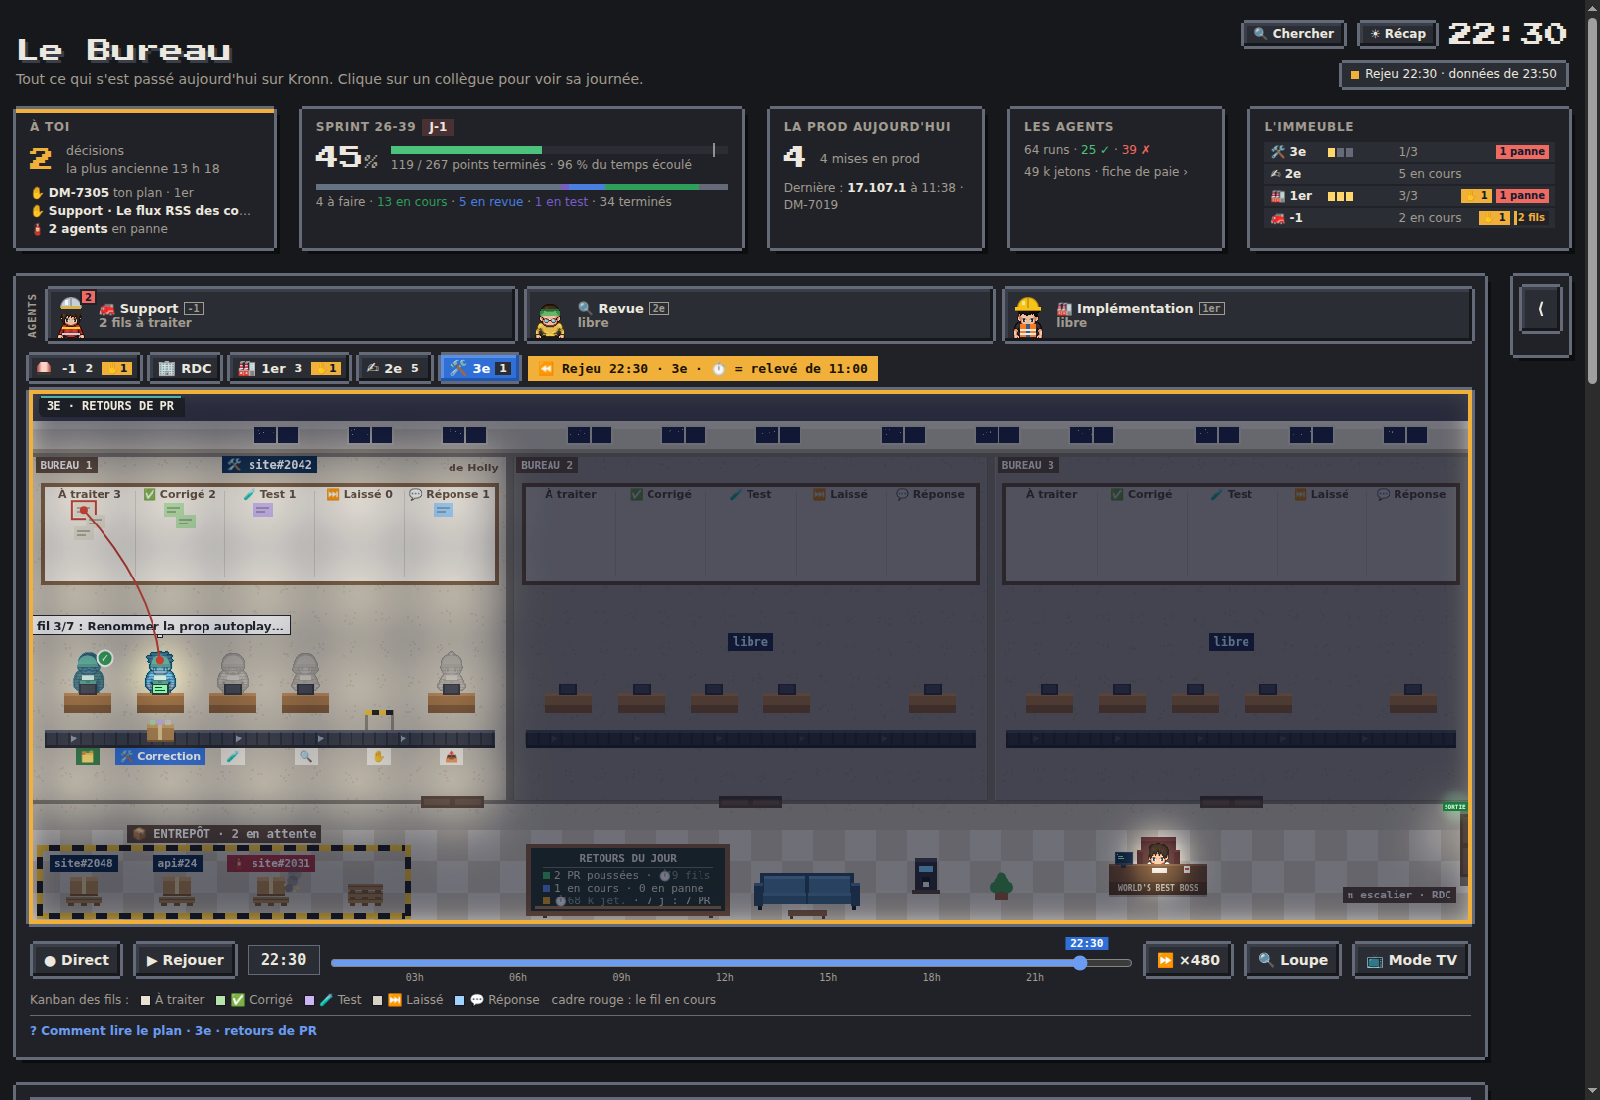 Le Bureau
Tout ce qui s'est passé aujourd'hui sur Kronn. Clique sur un collègue pour voir sa journée.
🔍 Chercher
☀ Récap
22:30
Rejeu 22:30 · données de 23:50
À TOI
2
décisions
la plus ancienne 13 h 18
✋ DM-7305 ton plan · 1er
✋ Support · Le flux RSS des co…
2 agents en panne
SPRINT 26-39 J-1
45%
119 / 267 points terminés · 96 % du temps écoulé
4 à faire · 13 en cours · 5 en revue · 1 en test · 34 terminés
LA PROD AUJOURD'HUI
4 4 mises en prod
Dernière : 17.107.1 à 11:38 ·
DM-7019
LES AGENTS
64 runs · 25 ✓ · 39 ✗
49 k jetons · fiche de paie ›
L'IMMEUBLE
🛠 3e 1/3 1 panne
✍ 2e 5 en cours
🏭 1er 3/3 ✋ 1 1 panne
🚒 -1 2 en cours ✋ 1 2 fils
AGENTS
2
🚒 Support -1
2 fils à traiter
🔍 Revue 2e
libre
🏭 Implémentation 1er
libre
-1 2 ✋1
🏢 RDC
🏭 1er 3 ✋1
✍ 2e 5
🛠 3e 1
⏪ Rejeu 22:30 · 3e · ⏱ = relevé de 11:00
3E · RETOURS DE PR
BUREAU 1
🛠 site#2042
de Holly
À traiter 3
✅ Corrigé 2
🧪 Test 1
⏩ Laissé 0
💬 Réponse 1
fil 3/7 : Renommer la prop autoplay…
🛠 Correction
BUREAU 2
À traiter
✅ Corrigé
🧪 Test
⏩ Laissé
💬 Réponse
libre
BUREAU 3
À traiter
✅ Corrigé
🧪 Test
⏩ Laissé
💬 Réponse
libre
SORTIE
📦 ENTREPÔT · 2 en attente
site#2048
api#24
site#2031
RETOURS DU JOUR
2 PR poussées · ⏱9 fils
1 en cours · 0 en panne
⏱68 k jet. · 7 j : 7 PR
WORLD'S BEST BOSS
n escalier · RDC
● Direct
▶ Rejouer
22:30
22:30
03h
06h
09h
12h
15h
18h
21h
⏩ ×480
🔍 Loupe
📺 Mode TV
Kanban des fils : À traiter ✅ Corrigé 🧪 Test ⏩ Laissé 💬 Réponse cadre rouge : le fil en cours
? Comment lire le plan · 3e · retours de PR